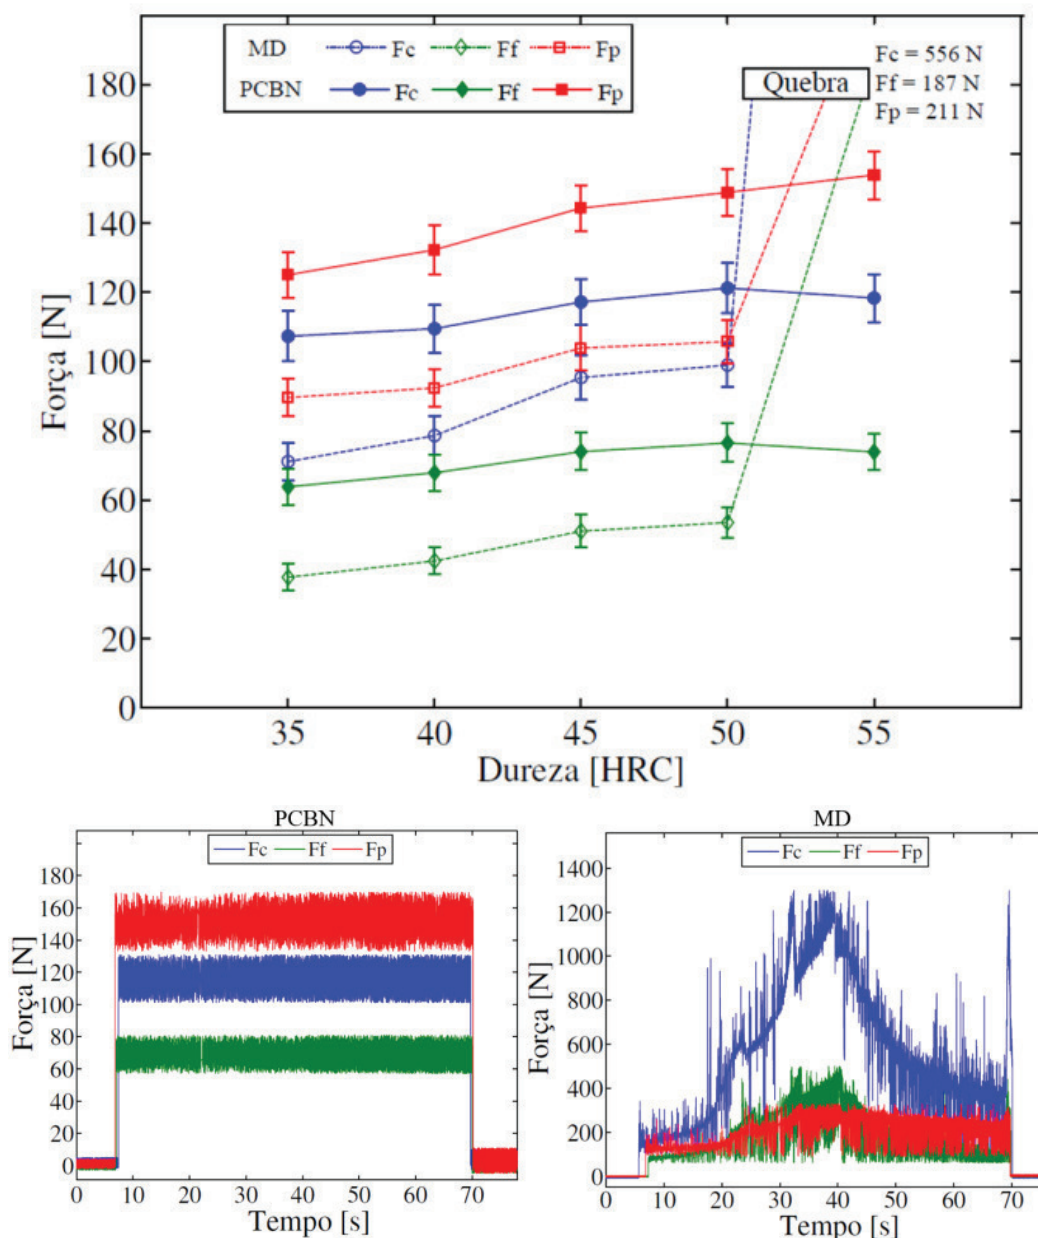 MD Fc Ff Fp
PCBN Fc Ff Fp
Quebra
Fc = 556 N
Ff = 187 N
Fp = 211 N
180
160
140
120
100
80
60
40
20
0
Força [N]
35 40 45 50 55
Dureza [HRC]
PCBN
Fc Ff Fp
180
160
140
120
100
80
60
40
20
0
Força [N]
0 10 20 30 40 50 60 70
Tempo [s]
MD
Fc Ff Fp
1400
1200
1000
800
600
400
200
0
Força [N]
0 10 20 30 40 50 60 70
Tempo [s]